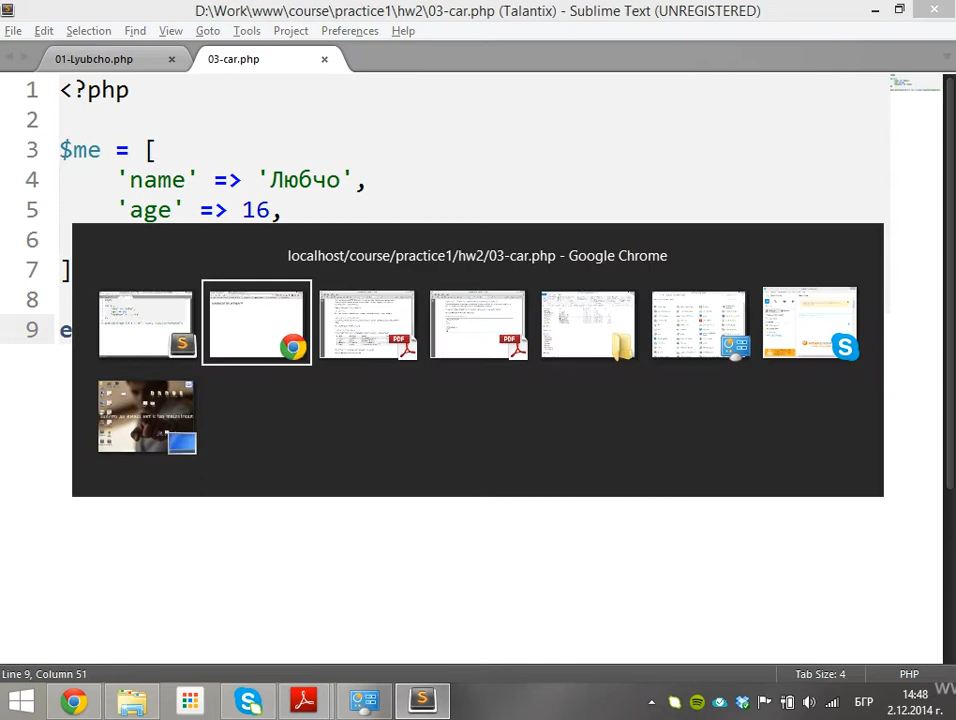 D:\Work\www\course\practice1\hw2\03-car.php (Talantix) - Sublime Text (UNREGISTERED)
File Edit Selection Find View Goto Tools Project Preferences Help
01-Lyubcho.php
03-car.php
1 <?php
2
3 $me = [
4 'name' => 'Любчо',
5 'age' => 16,
6
7 ]
8
9 e
localhost/course/practice1/hw2/03-car.php - Google Chrome
PDF
PDF
Line 9, Column 51
Tab Size: 4
PHP
БГР
14:48
2.12.2014 г.